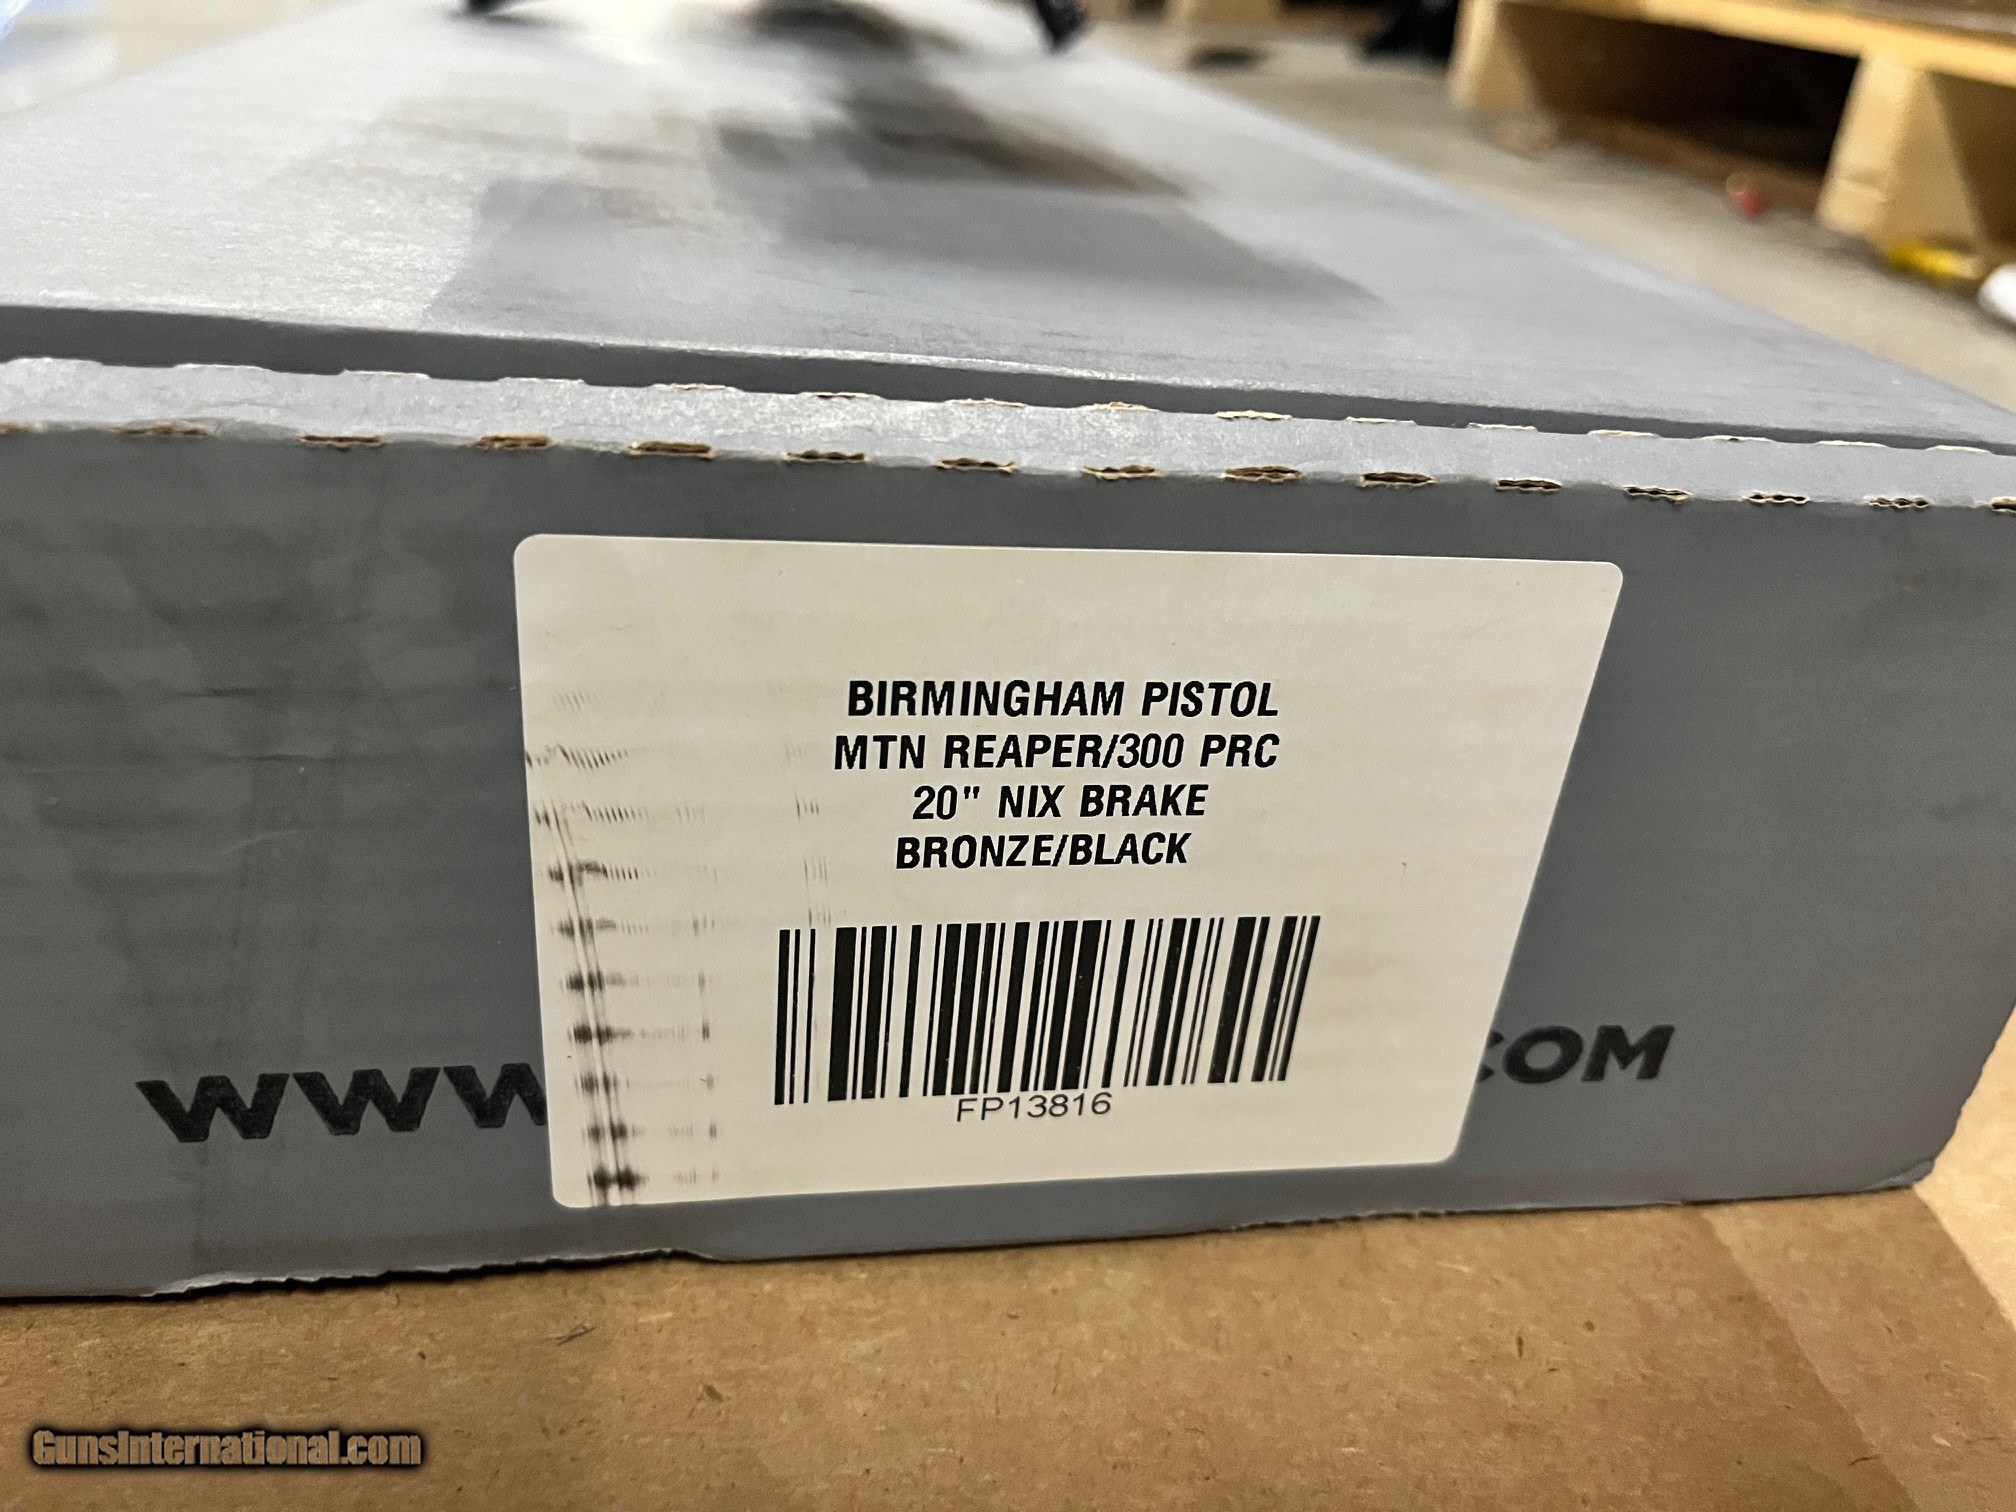 BIRMINGHAM PISTOL
MTN REAPER/300 PRC
20" NIX BRAKE
BRONZE/BLACK
FP13816
WWW
.COM
GunsInternational.com